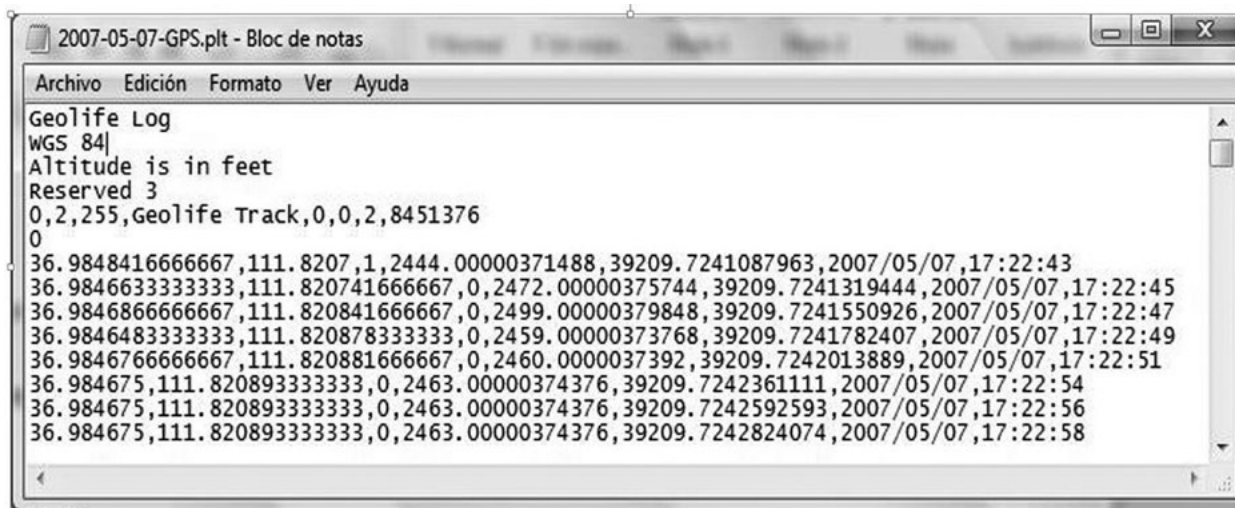 2007-05-07-GPS.plt - Bloc de notas
Archivo Edición Formato Ver Ayuda
Geolife Log
WGS 84
Altitude is in feet
Reserved 3
0,2,255,Geolife Track,0,0,2,8451376
0
36.9848416666667,111.8207,1,2444.00000371488,39209.7241087963,2007/05/07,17:22:43
36.9846633333333,111.820741666667,0,2472.00000375744,39209.7241319444,2007/05/07,17:22:45
36.9846866666667,111.820841666667,0,2499.00000379848,39209.7241550926,2007/05/07,17:22:47
36.9846483333333,111.820878333333,0,2459.00000373768,39209.7241782407,2007/05/07,17:22:49
36.9846766666667,111.820881666667,0,2460.0000037392,39209.7242013889,2007/05/07,17:22:51
36.984675,111.820893333333,0,2463.00000374376,39209.7242361111,2007/05/07,17:22:54
36.984675,111.820893333333,0,2463.00000374376,39209.7242592593,2007/05/07,17:22:56
36.984675,111.820893333333,0,2463.00000374376,39209.7242824074,2007/05/07,17:22:58